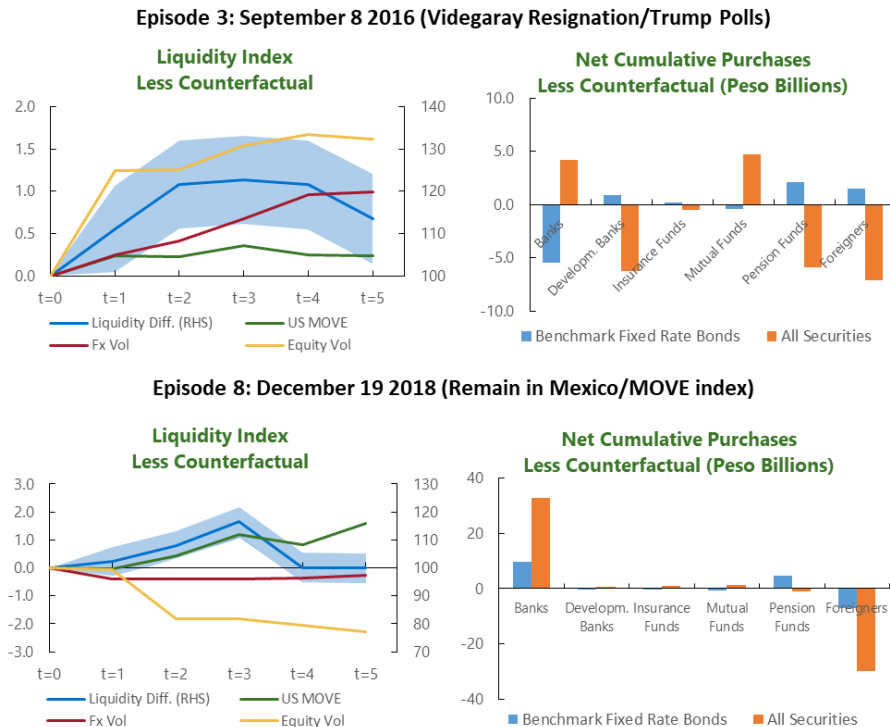 Episode 3: September 8 2016 (Videgaray Resignation/Trump Polls)
Liquidity Index
Less Counterfactual
2.0
1.5
1.0
0.5
0.0
140
130
120
110
100
t=0 t=1 t=2 t=3 t=4 t=5
Liquidity Diff. (RHS) US MOVE
Fx Vol Equity Vol
Net Cumulative Purchases
Less Counterfactual (Peso Billions)
10.0
5.0
0.0
-5.0
-10.0
Banks
Developm. Banks
Insurance Funds
Mutual Funds
Pension Funds
Foreigners
Benchmark Fixed Rate Bonds All Securities
Episode 8: December 19 2018 (Remain in Mexico/MOVE index)
Liquidity Index
Less Counterfactual
3.0
2.0
1.0
0.0
-1.0
-2.0
-3.0
130
120
110
100
90
80
70
t=0 t=1 t=2 t=3 t=4 t=5
Liquidity Diff. (RHS) US MOVE
Fx Vol Equity Vol
Net Cumulative Purchases
Less Counterfactual (Peso Billions)
40
20
0
-20
-40
Banks Developm. Insurance Mutual Pension Foreigners
Banks Funds Funds Funds
Benchmark Fixed Rate Bonds All Securities